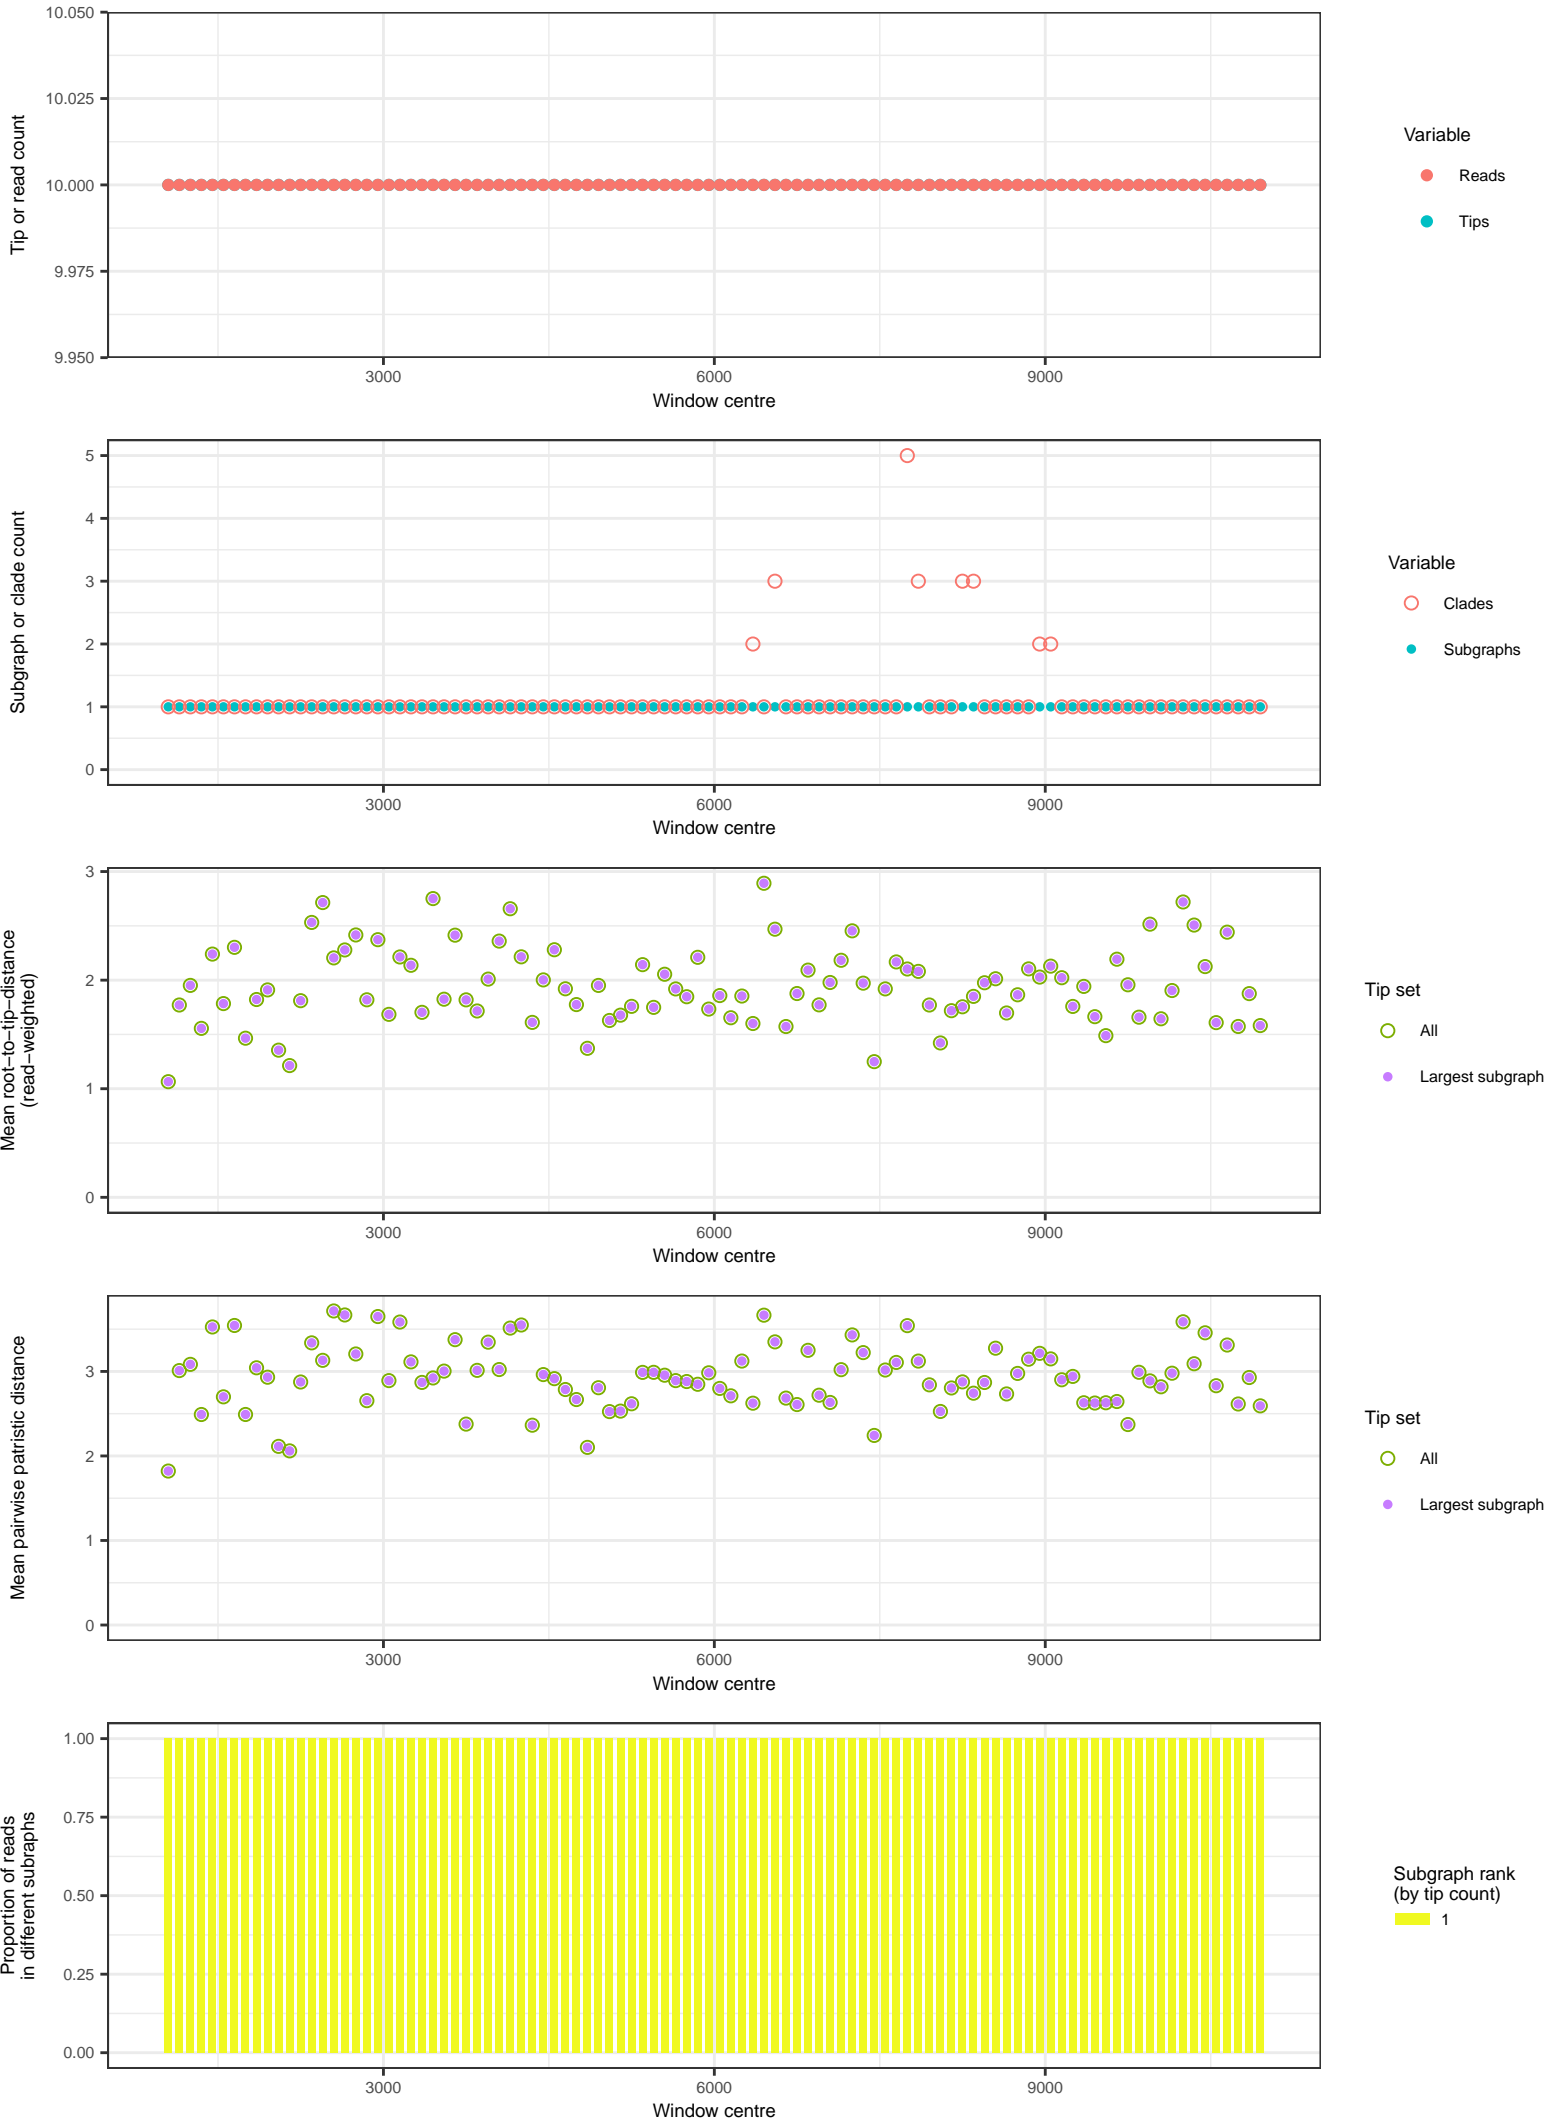 10.050
10.025
10.000
9.975
9.950
Tip or read count
3000
6000
9000
Window centre
Variable
Reads
Tips
5
4
3
2
1
0
Subgraph or clade count
3000
6000
9000
Window centre
Variable
Clades
Subgraphs
3
2
1
0
Mean root−to−tip−distance
(read−weighted)
3000
6000
9000
Window centre
Tip set
All
Largest subgraph
3
2
1
0
Mean pairwise patristic distance
3000
6000
9000
Window centre
Tip set
All
Largest subgraph
1.00
0.75
0.50
0.25
0.00
Proportion of reads
in different subraphs
3000
6000
9000
Window centre
Subgraph rank
(by tip count)
1